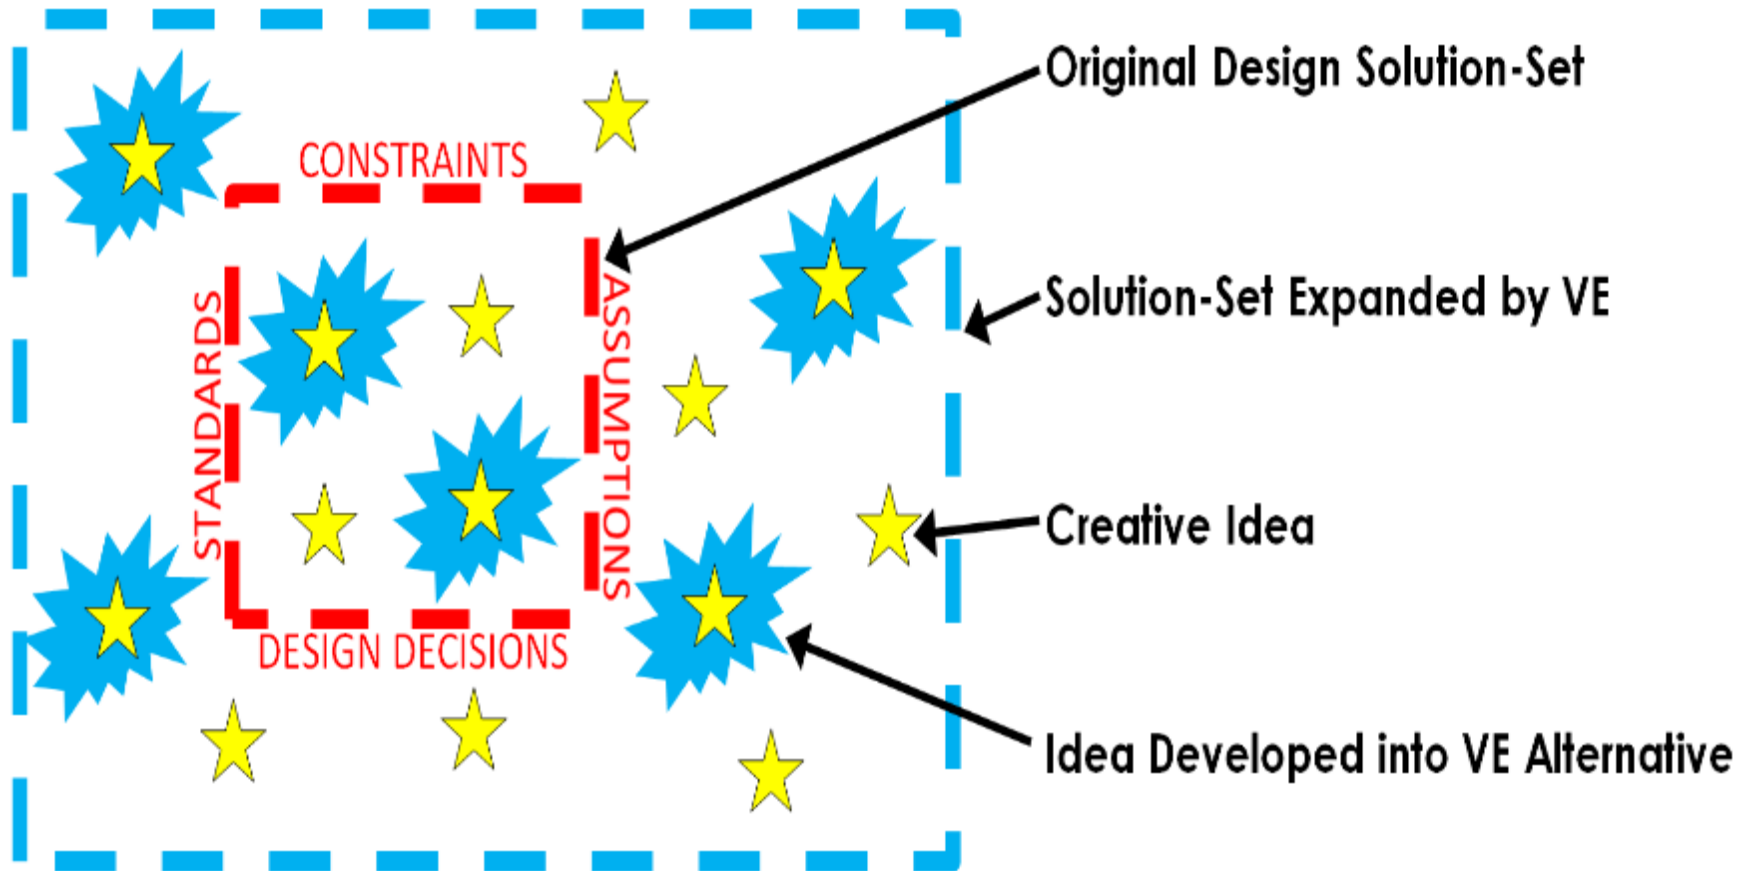 Original Design Solution-Set
CONSTRAINTS
STANDARDS
ASSUMPTIONS
Solution-Set Expanded by VE
Creative Idea
DESIGN DECISIONS
Idea Developed into VE Alternative